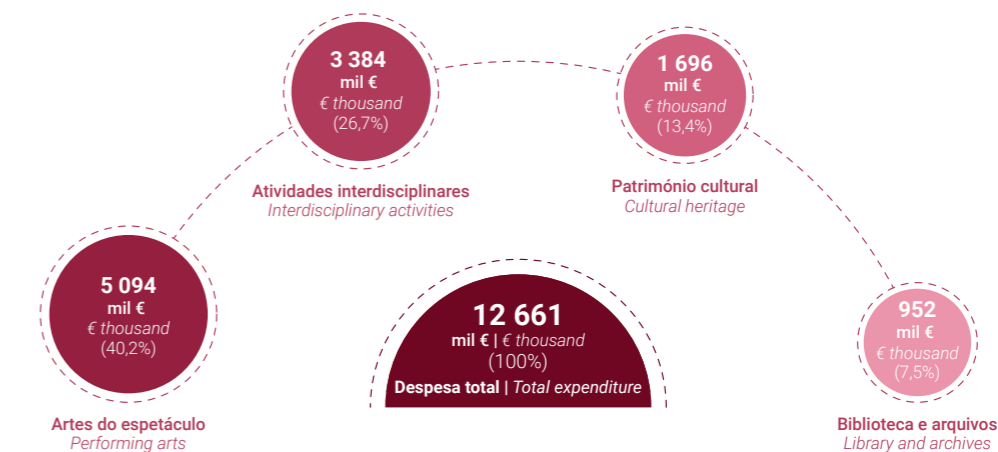 3 384
mil €
€ thousand
(26,7%)
Atividades interdisciplinares
Interdisciplinary activities
1 696
mil €
€ thousand
(13,4%)
Património cultural
Cultural heritage
5 094
mil €
€ thousand
(40,2%)
Artes do espetáculo
Performing arts
12 661
mil € | € thousand
(100%)
Despesa total | Total expenditure
952
mil €
€ thousand
(7,5%)
Biblioteca e arquivos
Library and archives